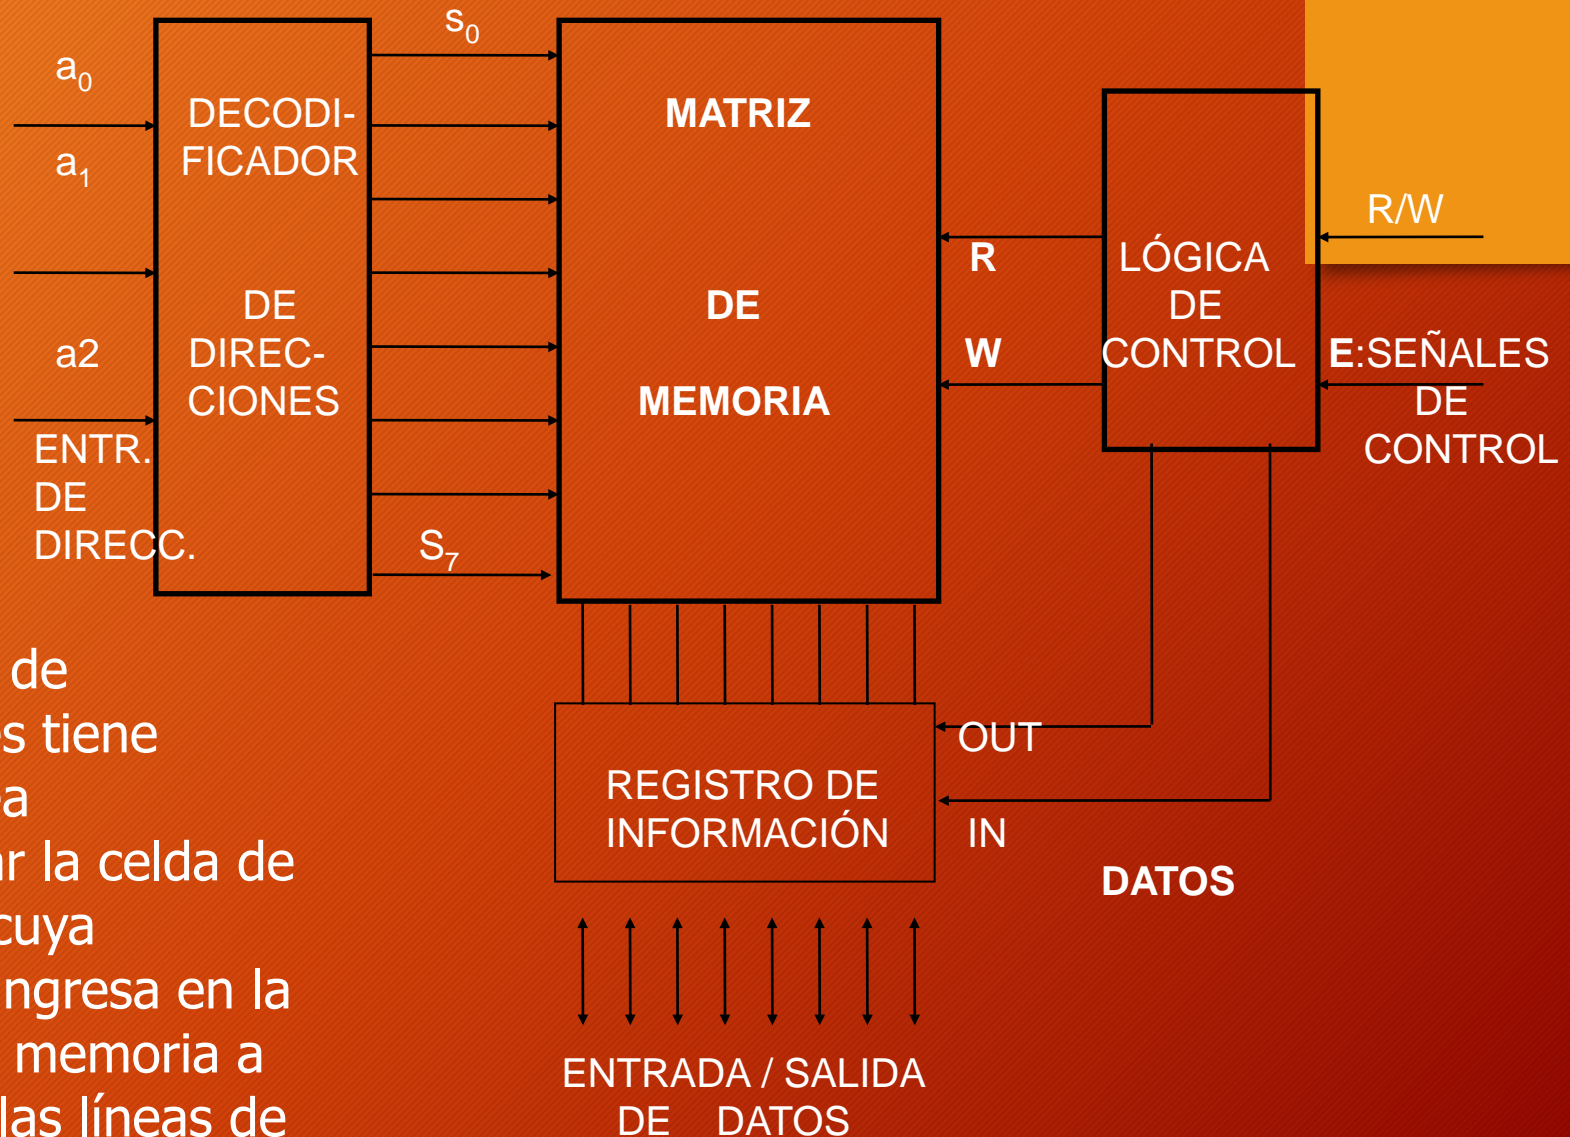 s0
a0
a1
a2
ENTR.
DE
DIRECC.
DECODI-
FICADOR
DE
DIREC-
CIONES
S7
MATRIZ
DE
MEMORIA
R
W
LÓGICA
DE
CONTROL
R/W
E:SEÑALES
DE
CONTROL
OUT
IN
DATOS
REGISTRO DE
INFORMACIÓN
ENTRADA / SALIDA
DE DATOS
de
s tiene
a
r la celda de
cuya
ngresa en la
memoria a
las líneas de